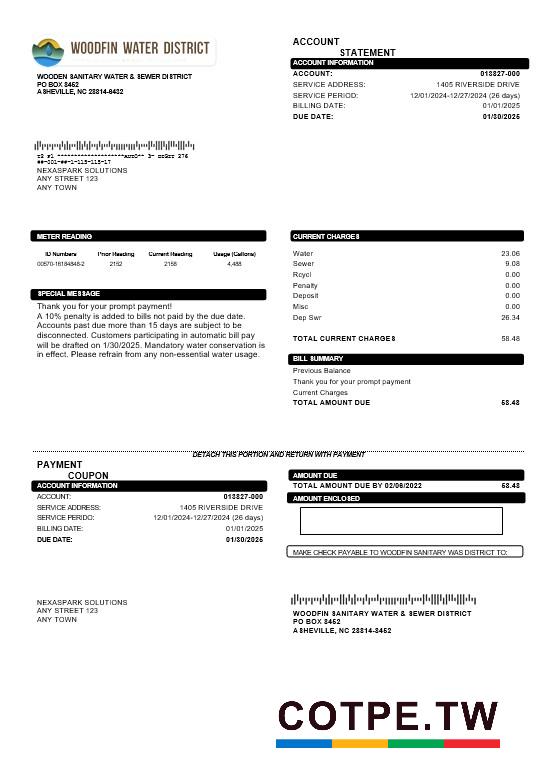 WOODFIN WATER DISTRICT
WOODEN SANITARY WATER & SEWER DISTRICT
PO BOX 8452
ASHEVILLE, NC 28814-8432
ACCOUNT
STATEMENT
ACCOUNT INFORMATION
ACCOUNT: 013827-000
SERVICE ADDRESS: 1405 RIVERSIDE DRIVE
SERVICE PERIOD: 12/01/2024-12/27/2024 (26 days)
BILLING DATE: 01/01/2025
DUE DATE: 01/30/2025
##-001-##-1-115-115-17
NEXASPARK SOLUTIONS
ANY STREET 123
ANY TOWN
METER READING
ID Numbers Prior Reading Current Reading Usage (Gallons)
00570-18184848-2 2152 2158 4,488
SPECIAL MESSAGE
Thank you for your prompt payment!
A 10% penalty is added to bills not paid by the due date.
Accounts past due more than 15 days are subject to be
disconnected. Customers participating in automatic bill pay
will be drafted on 1/30/2025. Mandatory water conservation is
in effect. Please refrain from any non-essential water usage.
CURRENT CHARGES
Water 23.06
Sewer 9.08
Rcycl 0.00
Penalty 0.00
Deposit 0.00
Misc 0.00
Dep Swr 26.34
TOTAL CURRENT CHARGES 58.48
BILL SUMMARY
Previous Balance
Thank you for your prompt payment
Current Charges
TOTAL AMOUNT DUE 58.48
DETACH THIS PORTION AND RETURN WITH PAYMENT
PAYMENT
COUPON
ACCOUNT INFORMATION
ACCOUNT: 013827-000
SERVICE ADDRESS: 1405 RIVERSIDE DRIVE
SERVICE PERIDO: 12/01/2024-12/27/2024 (26 days)
BILLING DATE: 01/01/2025
DUE DATE: 01/30/2025
AMOUNT DUE
TOTAL AMOUNT DUE BY 02/06/2022 58.48
AMOUNT ENCLOSED
MAKE CHECK PAYABLE TO WOODFIN SANITARY WAS DISTRICT TO:
NEXASPARK SOLUTIONS
ANY STREET 123
ANY TOWN
WOODFIN SANITARY WATER & SEWER DISTRICT
PO BOX 8452
ASHEVILLE, NC 28814-8452
COTPE.TW